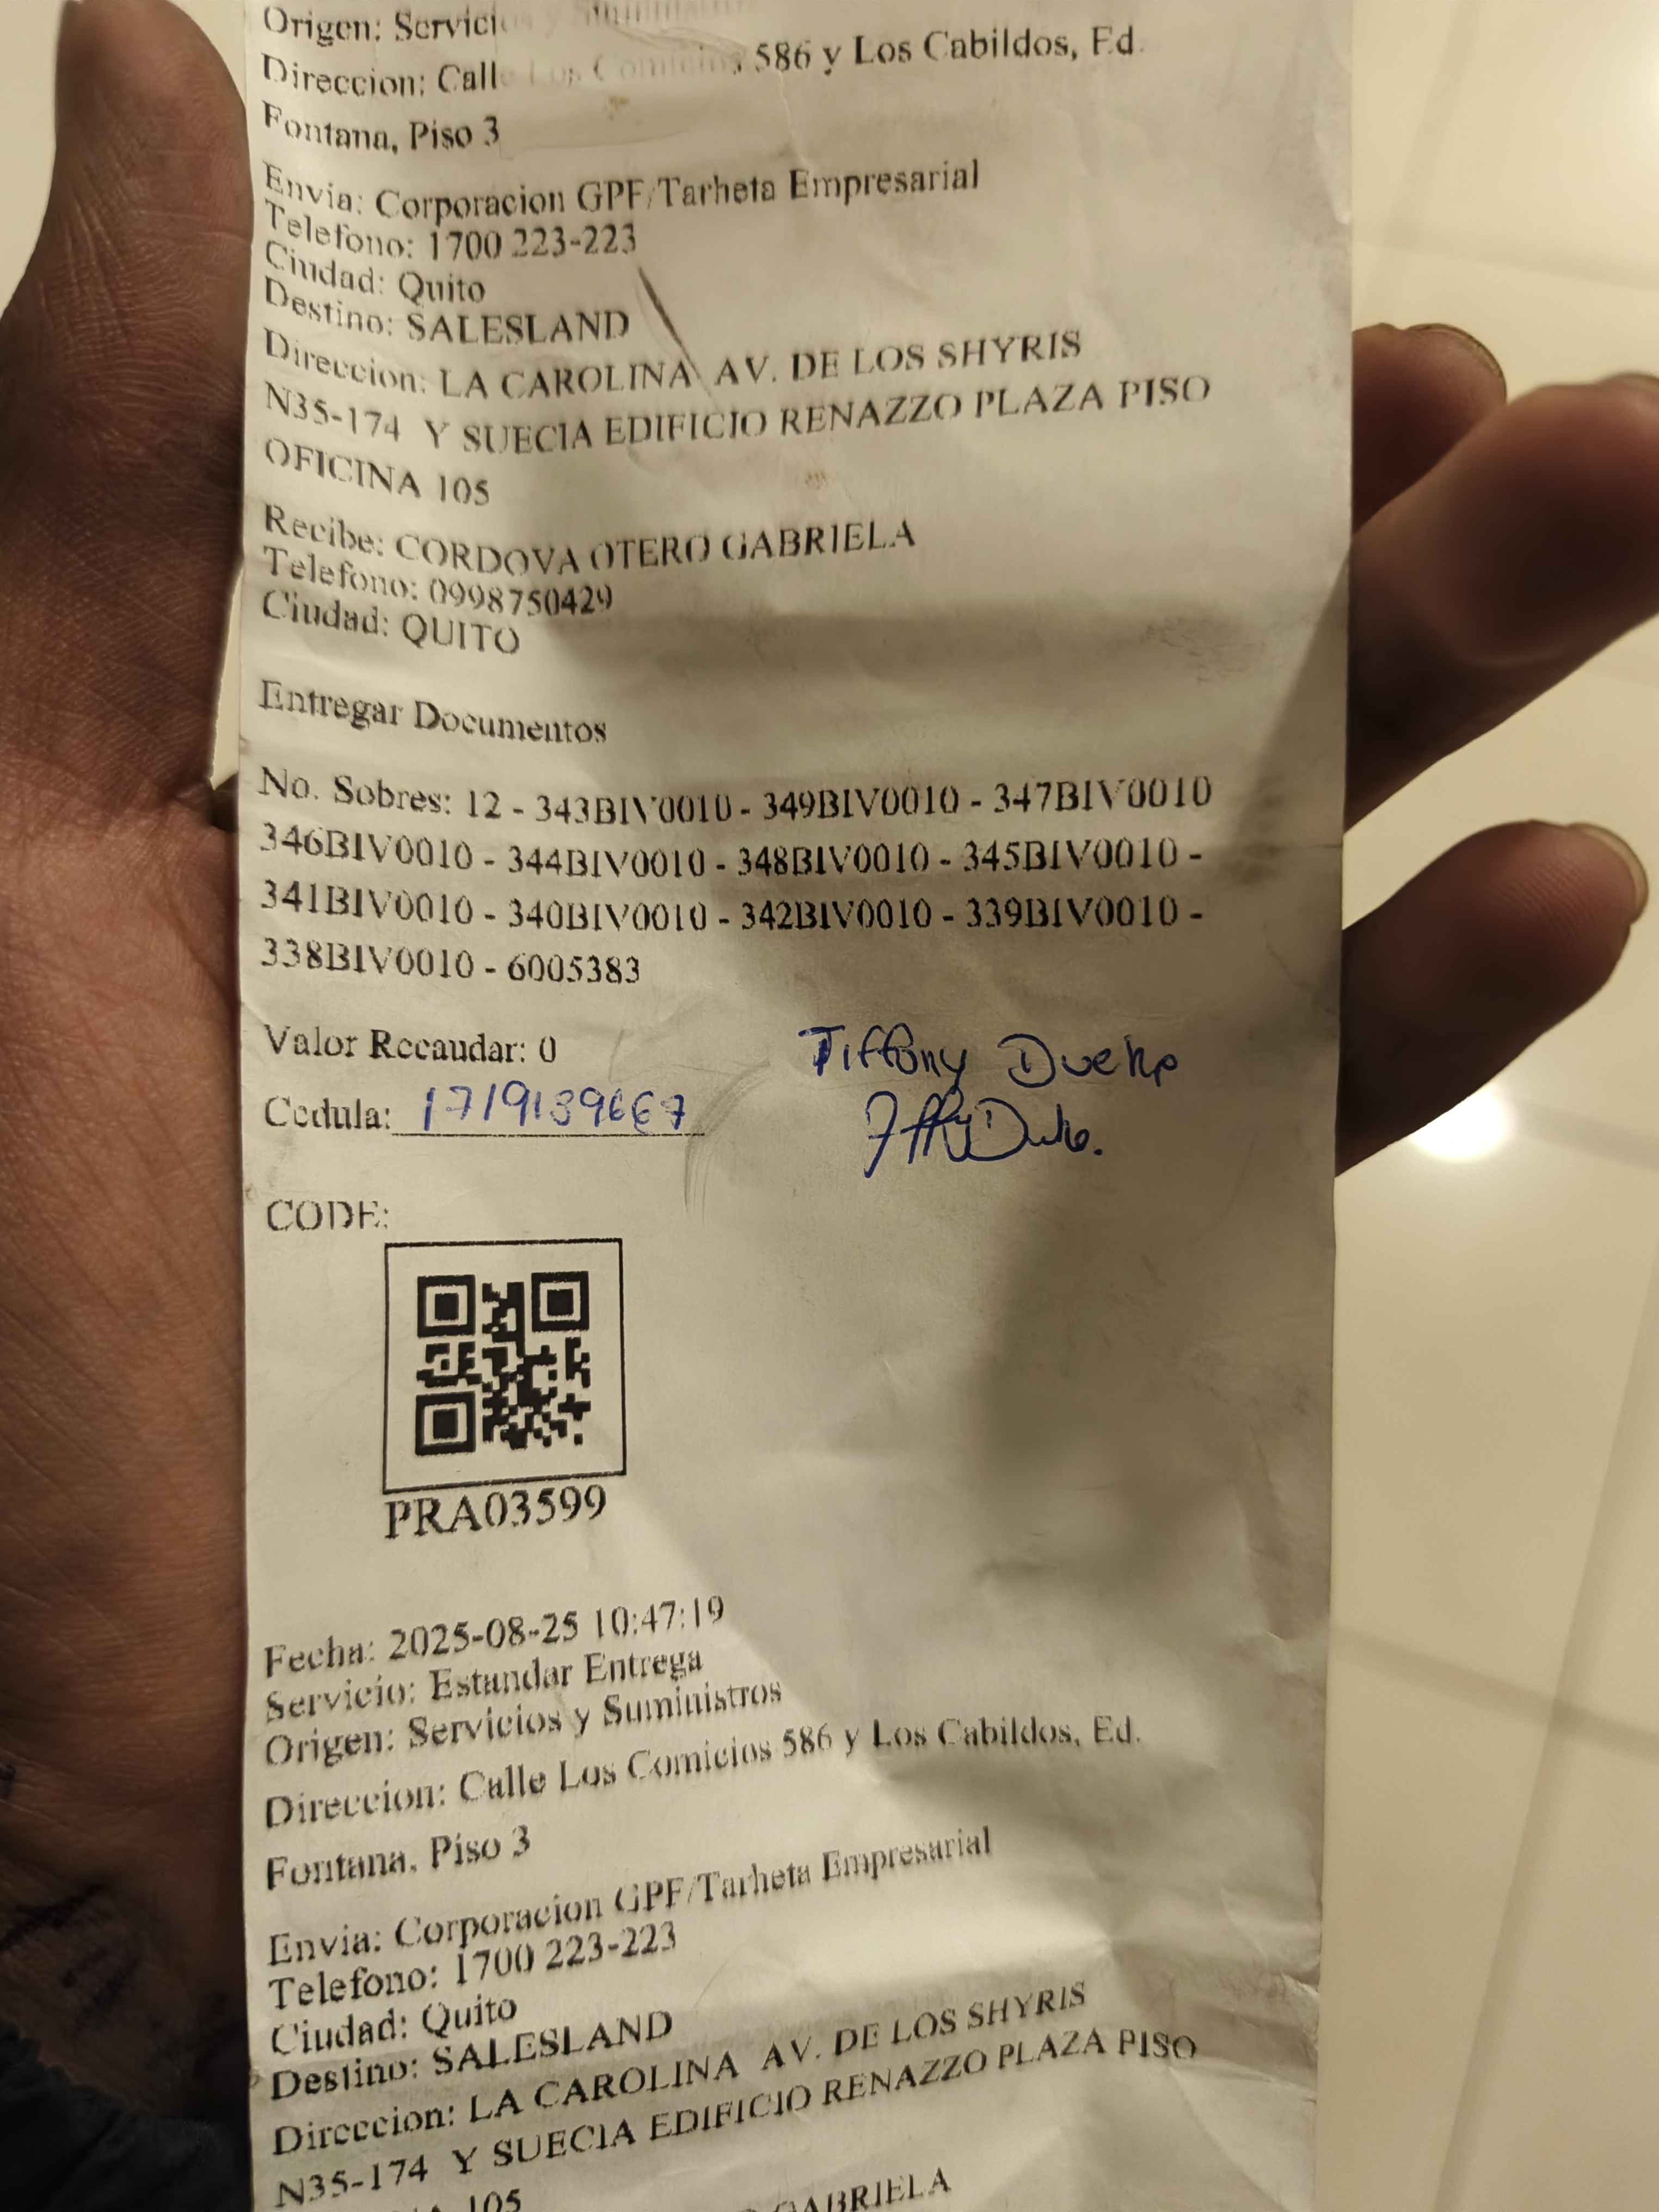 Origen: Servicios y Suministros
Direccion: Calle Los Comicios 586 y Los Cabildos, Ed.
Fontana, Piso 3
Envia: Corporacion GPF/Tarheta Empresarial
Telefono: 1700 223-223
Ciudad: Quito
Destino: SALESLAND
Direccion: LA CAROLINA AV. DE LOS SHYRIS
N35-174 Y SUECIA EDIFICIO RENAZZO PLAZA PISO
OFICINA 105
Recibe: CORDOVA OTERO GABRIELA
Telefono: 0998750429
Ciudad: QUITO
Entregar Documentos
No. Sobres: 12 - 343BIV0010 - 349BIV0010 - 347BIV0010
346BIV0010 - 344BIV0010 - 348BIV0010 - 345BIV0010 -
341BIV0010 - 340BIV0010 - 342BIV0010 - 339BIV0010 -
338BIV0010 - 6005383
Valor Recaudar: 0
Tiffany
Cedula: 1719139667
CODE:
PRA03599
Fecha: 2025-08-25 10:47:19
Servicio: Estandar Entrega
Origen: Servicios y Suministros
Direccion: Calle Los Comicios 586 y Los Cabildos, Ed.
Fontana, Piso 3
Envia: Corporacion GPF/Tarheta Empresarial
Telefono: 1700 223-223
Ciudad: Quito
Destino: SALESLAND
Direccion: LA CAROLINA AV. DE LOS SHYRIS
N35-174 Y SUECIA EDIFICIO RENAZZO PLAZA PISO
105
GABRIELA